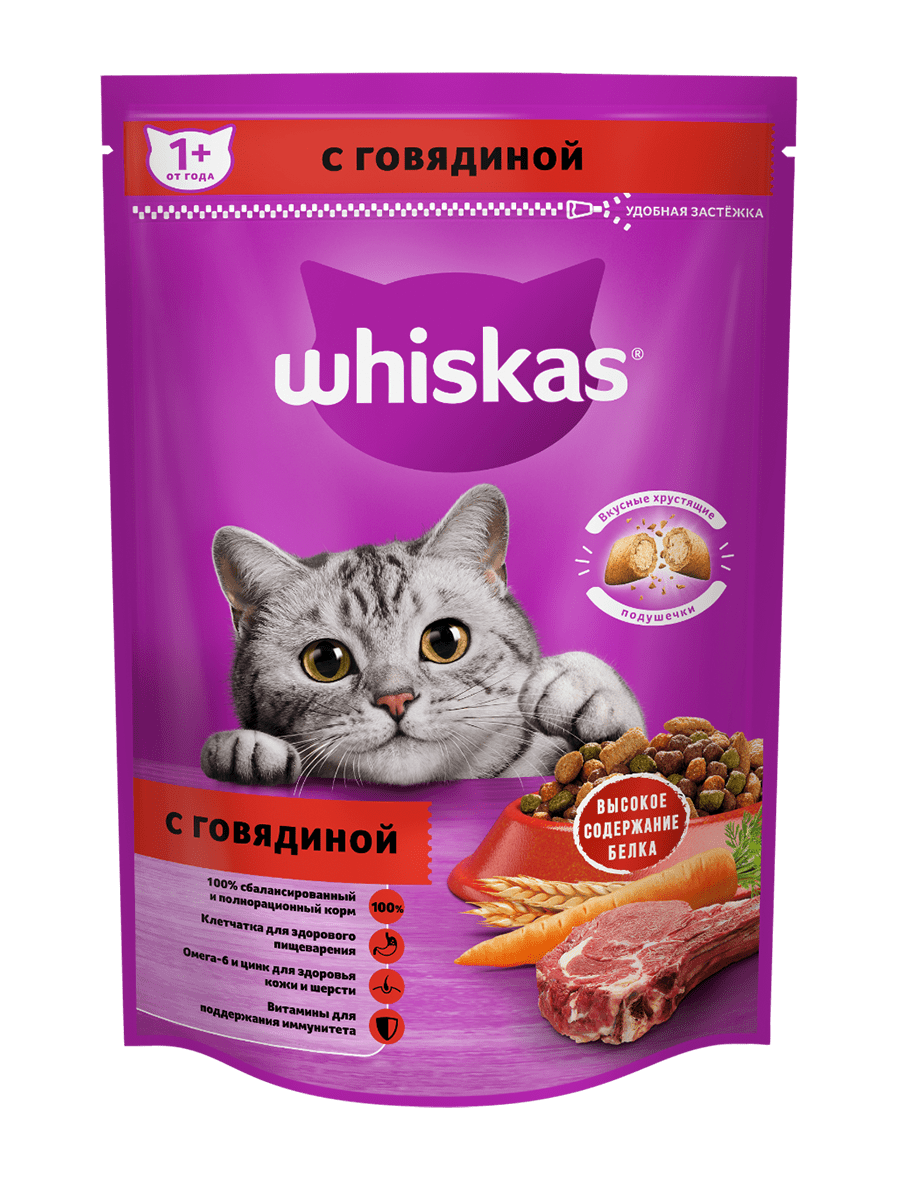 1+
ОТ ГОДА
С ГОВЯДИНОЙ
УДОБНАЯ ЗАСТЁЖКА
whiskas®
Вкусные хрустящие
подушечки
ВЫСОКОЕ
СОДЕРЖАНИЕ
БЕЛКА
С ГОВЯДИНОЙ
100% сбалансированный
и полнорационный корм
100%
Клетчатка для здорового
пищеварения
Омега-6 и цинк для здоровья
кожи и шерсти
Витамины для
поддержания иммунитета